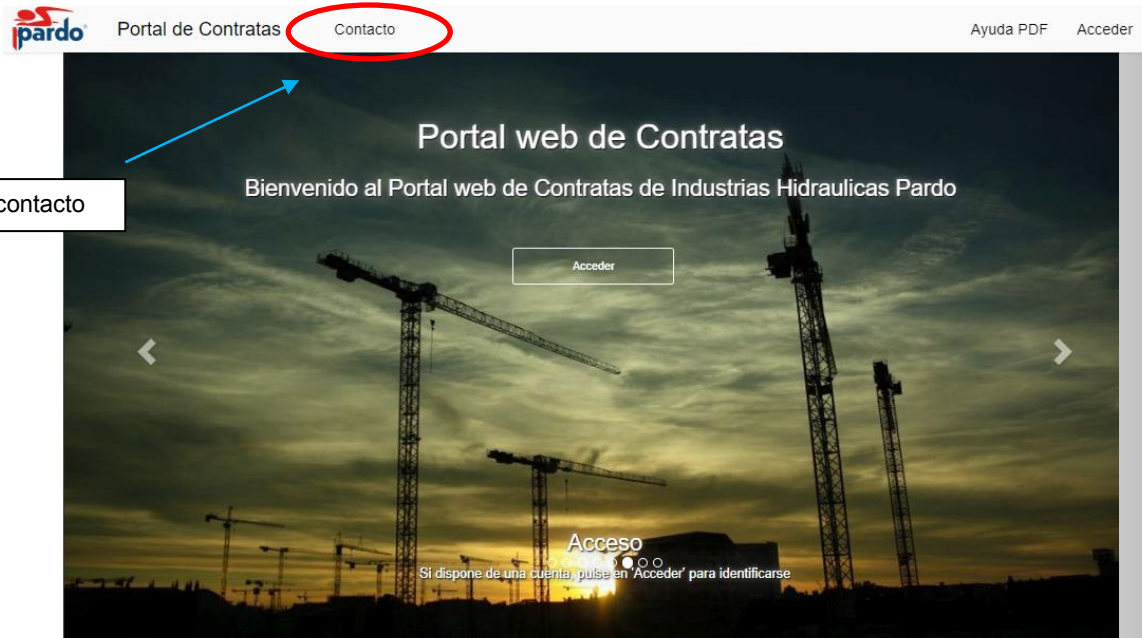 pardo
Portal de Contratas
Contacto
Ayuda PDF
Acceder
Portal web de Contratas
Bienvenido al Portal web de Contratas de Industrias Hidraulicas Pardo
contacto
Acceder
Acceso
Si dispone de una cuenta, pulse en 'Acceder' para identificarse